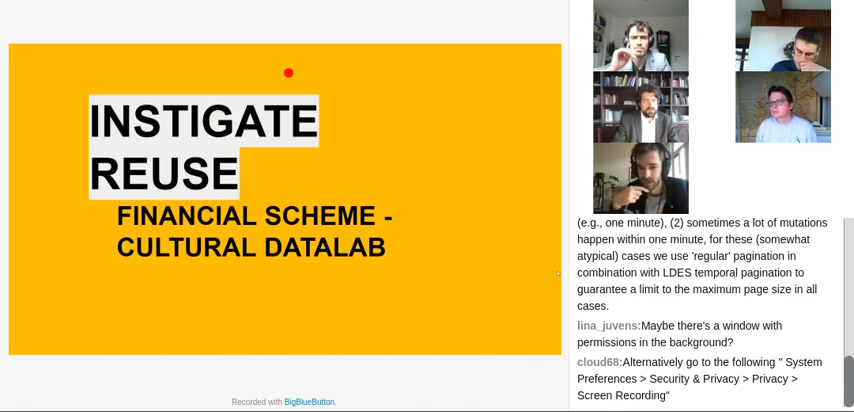 INSTIGATE
REUSE
FINANCIAL SCHEME -
CULTURAL DATALAB
Recorded with BigBlueButton.
(e.g., one minute), (2) sometimes a lot of mutations
happen within one minute, for these (somewhat
atypical) cases we use 'regular' pagination in
combination with LDES temporal pagination to
guarantee a limit to the maximum page size in all
cases.
lina_juvens:Maybe there's a window with
permissions in the background?
cloud68:Alternatively go to the following " System
Preferences > Security & Privacy > Privacy >
Screen Recording"